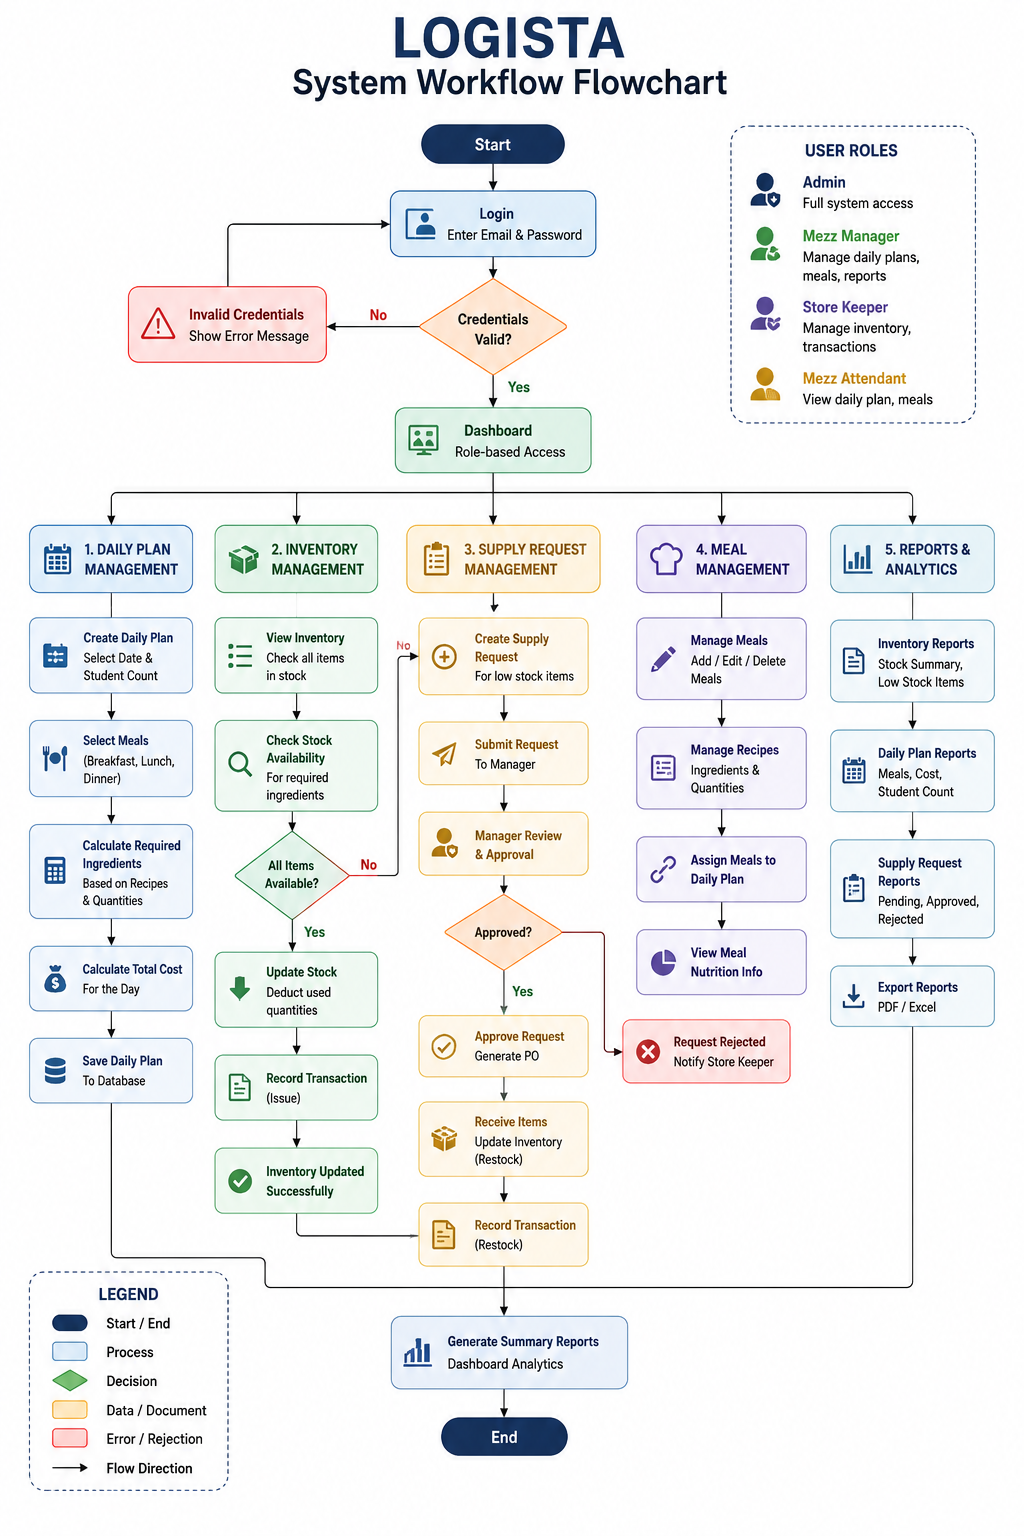 LOGISTA
System Workflow Flowchart
Start
Login
Enter Email & Password
Invalid Credentials
Show Error Message
No
Credentials
Valid?
Yes
Dashboard
Role-based Access
USER ROLES
Admin
Full system access
Mezz Manager
Manage daily plans,
meals, reports
Store Keeper
Manage inventory,
transactions
Mezz Attendant
View daily plan, meals
1. DAILY PLAN
MANAGEMENT
Create Daily Plan
Select Date &
Student Count
Select Meals
(Breakfast, Lunch,
Dinner)
Calculate Required
Ingredients
Based on Recipes
& Quantities
Calculate Total Cost
For the Day
Save Daily Plan
To Database
2. INVENTORY
MANAGEMENT
View Inventory
Check all items
in stock
Check Stock
Availability
For required
ingredients
All Items
Available?
No
No
Yes
Update Stock
Deduct used
quantities
Record Transaction
(Issue)
Inventory Updated
Successfully
3. SUPPLY REQUEST
MANAGEMENT
Create Supply
Request
For low stock items
Submit Request
To Manager
Manager Review
& Approval
Approved?
Yes
Approve Request
Generate PO
Receive Items
Update Inventory
(Restock)
Record Transaction
(Restock)
Request Rejected
Notify Store Keeper
4. MEAL
MANAGEMENT
Manage Meals
Add / Edit / Delete
Meals
Manage Recipes
Ingredients &
Quantities
Assign Meals to
Daily Plan
View Meal
Nutrition Info
5. REPORTS &
ANALYTICS
Inventory Reports
Stock Summary,
Low Stock Items
Daily Plan Reports
Meals, Cost,
Student Count
Supply Request
Reports
Pending, Approved,
Rejected
Export Reports
PDF / Excel
Generate Summary Reports
Dashboard Analytics
End
LEGEND
Start / End
Process
Decision
Data / Document
Error / Rejection
Flow Direction